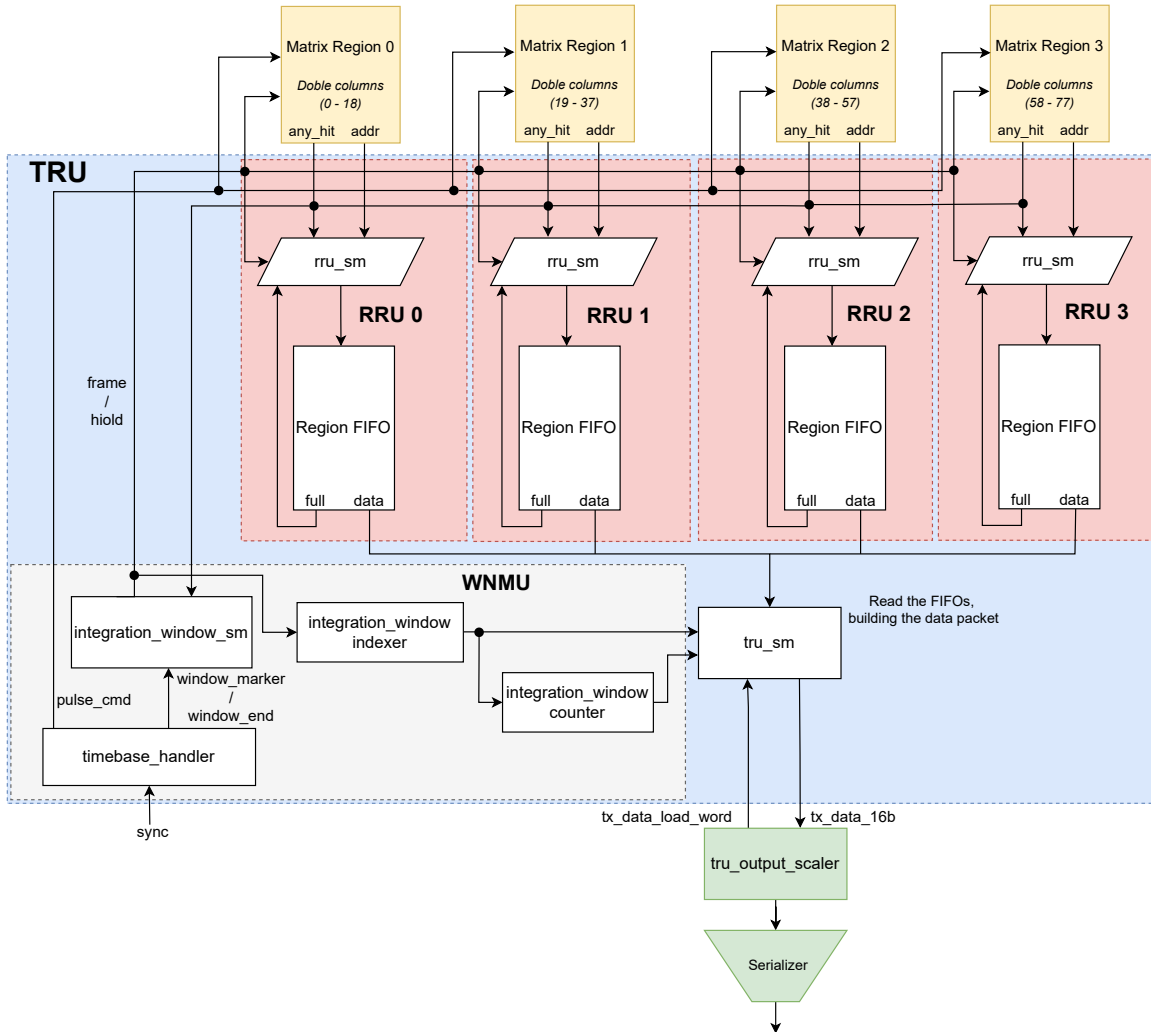 Matrix Region 0
Doble columns
(0 - 18)
any_hit addr
Matrix Region 1
Doble columns
(19 - 37)
any_hit addr
Matrix Region 2
Doble columns
(38 - 57)
any_hit addr
Matrix Region 3
Doble columns
(58 - 77)
any_hit addr
TRU
rru_sm
rru_sm
rru_sm
rru_sm
RRU 0
RRU 1
RRU 2
RRU 3
frame
/
hiold
Region FIFO
full data
Region FIFO
full data
Region FIFO
full data
Region FIFO
full data
WNMU
integration_window_sm
integration_window
indexer
integration_window
counter
Read the FIFOs,
building the data packet
tru_sm
pulse_cmd
window_marker
/
window_end
timebase_handler
sync
tx_data_load_word
tx_data_16b
tru_output_scaler
Serializer